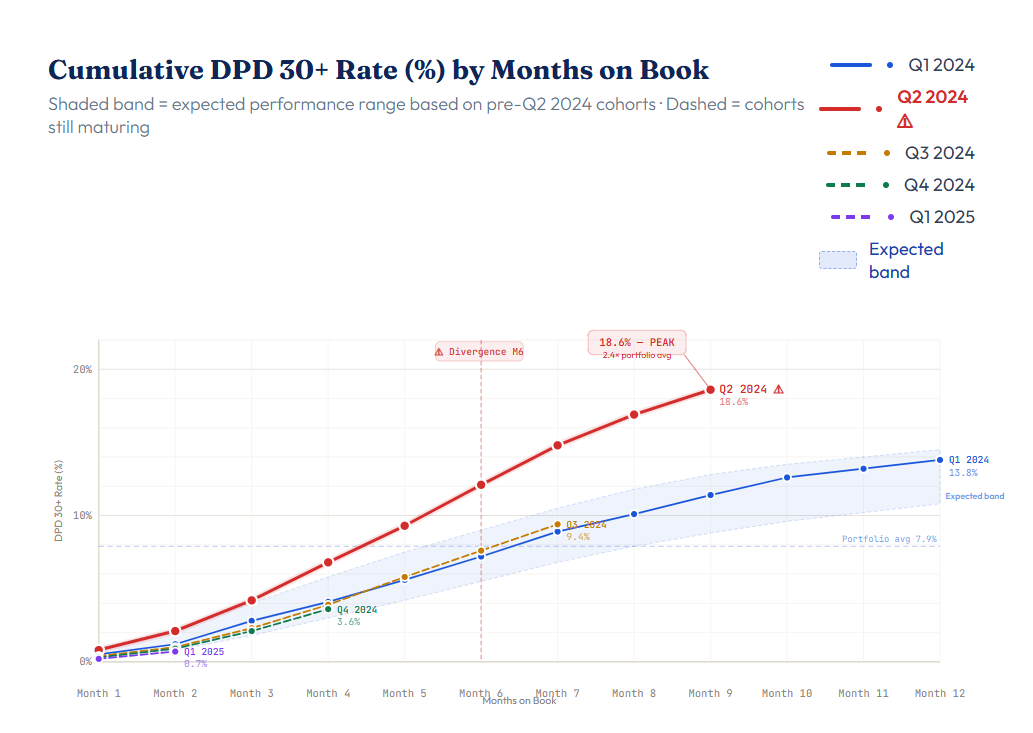 Cumulative DPD 30+ Rate (%) by Months on Book
Shaded band = expected performance range based on pre-Q2 2024 cohorts · Dashed = cohorts
still maturing
Q1 2024
Q2 2024
⚠
Q3 2024
Q4 2024
Q1 2025
Expected
band
⚠ Divergence M6
18.6% — PEAK
2.4× portfolio avg
20%
10%
0%
DPD 30+ Rate (%)
Q2 2024 ⚠
18.6%
Q1 2024
13.8%
Expected band
Portfolio avg 7.9%
Q3 2024
9.4%
Q4 2024
3.6%
Q1 2025
0.7%
Month 1 Month 2 Month 3 Month 4 Month 5 Month 6 Month 7 Month 8 Month 9 Month 10 Month 11 Month 12
Months on Book